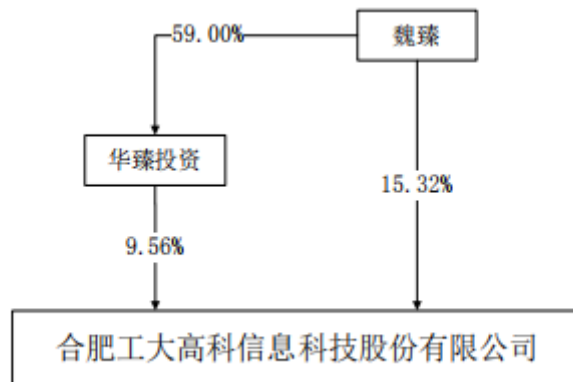 59.00%
魏臻
华臻投资
15.32%
9.56%
合肥工大高科信息科技股份有限公司